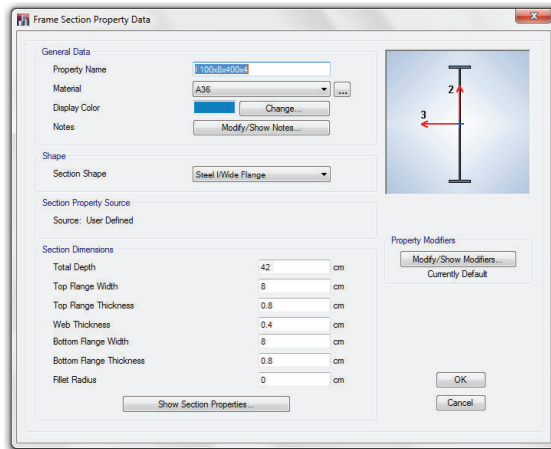 Frame Section Property Data
General Data
Property Name I 100x8x400x4
Material A36 ...
Display Color Change...
Notes Modify/Show Notes...
Shape
Section Shape Steel I/Wide Flange
Section Property Source
Source: User Defined
Section Dimensions
Total Depth 42 cm
Top Flange Width 8 cm
Top Flange Thickness 0.8 cm
Web Thickness 0.4 cm
Bottom Flange Width 8 cm
Bottom Flange Thickness 0.8 cm
Fillet Radius 0 cm
Show Section Properties...
2
3
Property Modifiers
Modify/Show Modifiers...
Currently Default
OK
Cancel